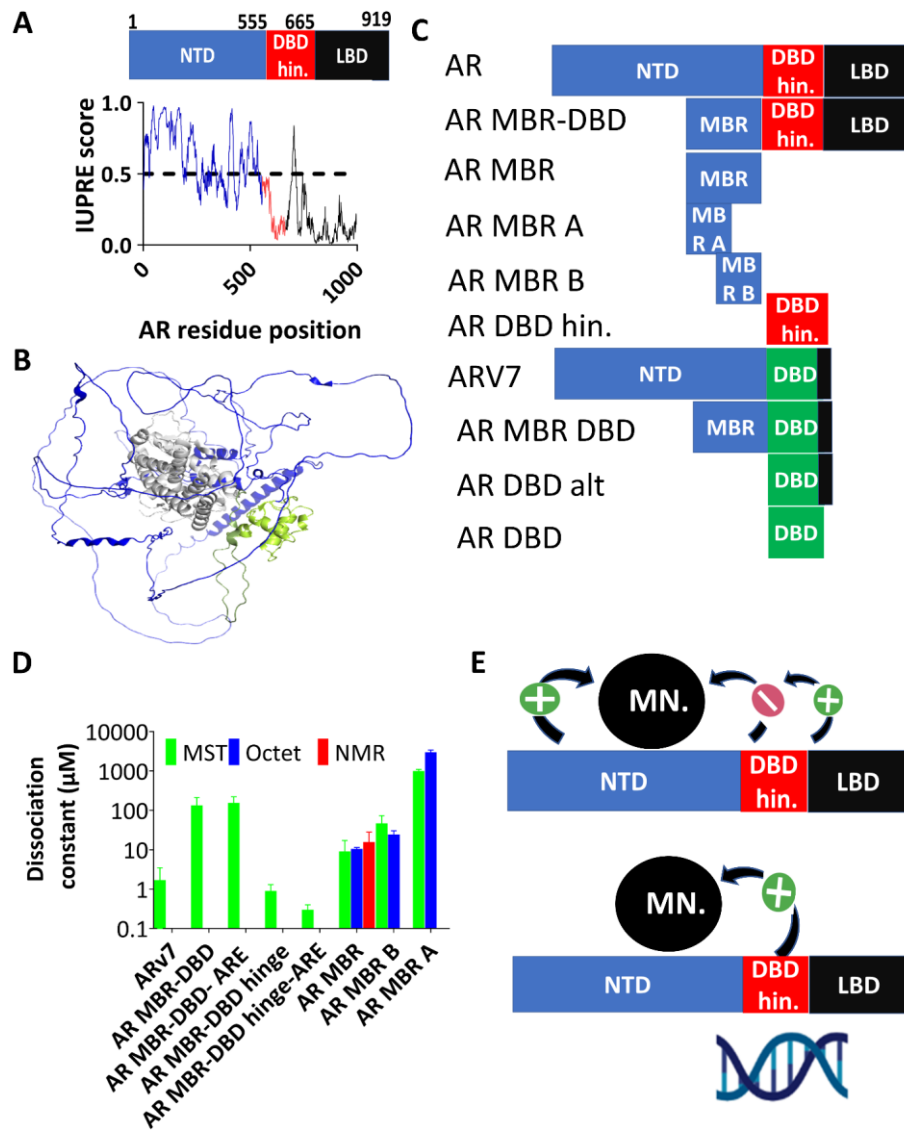 A
1 555 665 919
NTD
DBD
hin.
LBD
IUPRE score
1.0
0.5
0.0
0
500
1000
AR residue position
B
C
AR
NTD
DBD
hin.
LBD
AR MBR-DBD
MBR
DBD
hin.
LBD
AR MBR
MBR
AR MBR A
MB
R A
AR MBR B
MB
R B
AR DBD hin.
DBD
hin.
ARV7
NTD
DBD
AR MBR DBD
MBR
DBD
AR DBD alt
DBD
AR DBD
DBD
D
Dissociation
constant (µM)
10000
1000
100
10
1
0.1
MST
Octet
NMR
ARv7
AR MBR-DBD
AR MBR-DBD- ARE
AR MBR-DBD hinge
AR MBR-DBD hinge-ARE
AR MBR
AR MBR B
AR MBR A
E
MN.
NTD
DBD
hin.
LBD
MN.
NTD
DBD
hin.
LBD